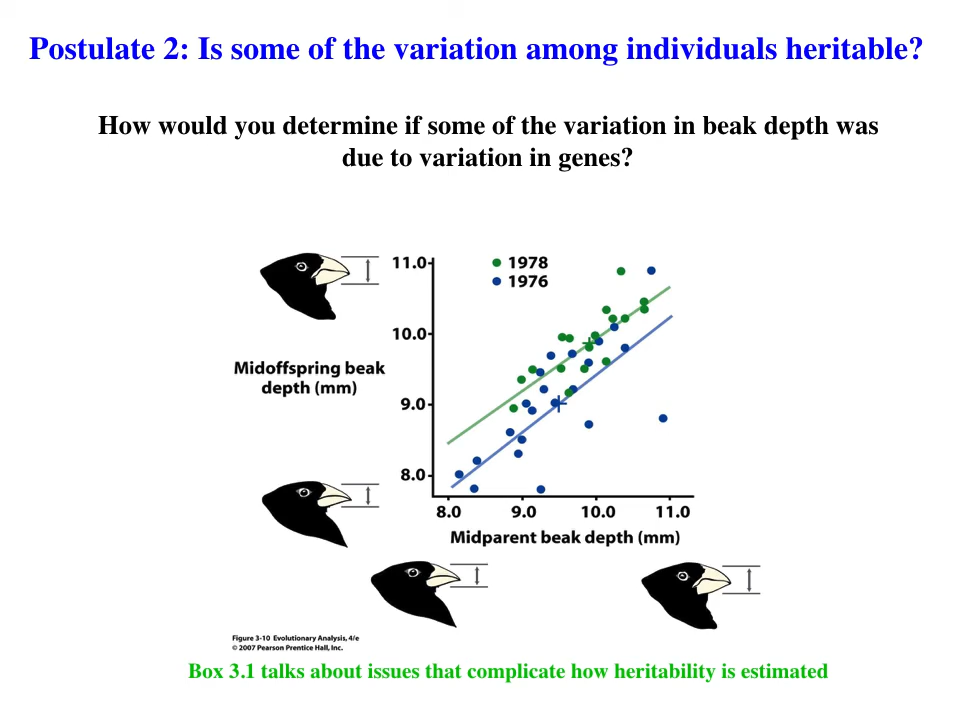 Postulate 2: Is some of the variation among individuals heritable?
How would you determine if some of the variation in beak depth was
due to variation in genes?
11.0
1978
1976
10.0
Midoffspring beak
depth (mm)
9.0
8.0
8.0 9.0 10.0 11.0
Midparent beak depth (mm)
Figure 3-10 Evolutionary Analysis, 4/e
© 2007 Pearson Prentice Hall, Inc.
Box 3.1 talks about issues that complicate how heritability is estimated